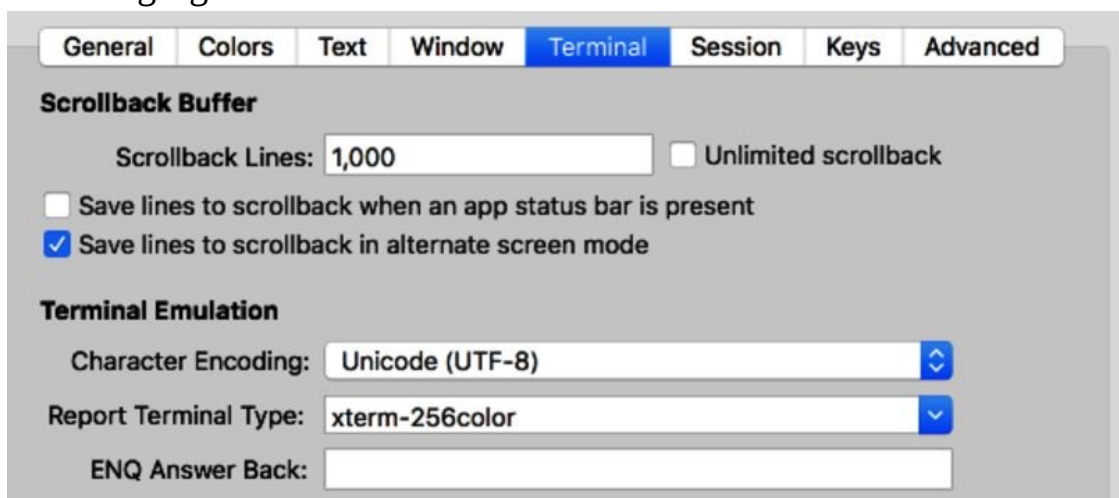 General Colors Text Window Terminal Session Keys Advanced
Scrollback Buffer
Scrollback Lines: 1,000 Unlimited scrollback
Save lines to scrollback when an app status bar is present
Save lines to scrollback in alternate screen mode
Terminal Emulation
Character Encoding: Unicode (UTF-8)
Report Terminal Type: xterm-256color
ENQ Answer Back: